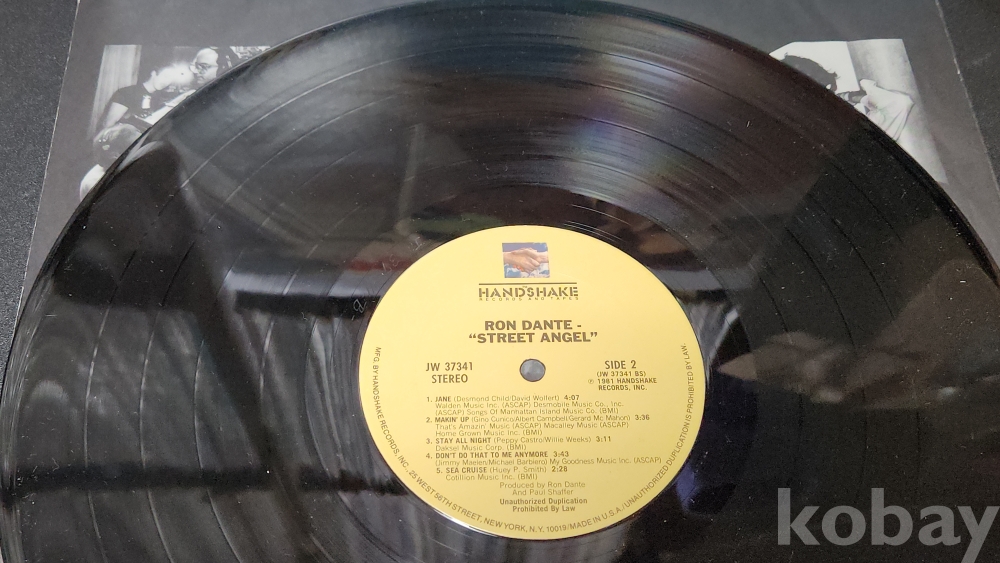 HANDSHAKE
RECORDS AND TAPES
RON DANTE -
"STREET ANGEL"
JW 37341
STEREO
SIDE 2
(JW 37341 BS)
℗ 1981 HANDSHAKE
RECORDS, INC.
1. JANE (Desmond Child/David Wolfert) 4:07
Walden Music Inc. (ASCAP) Desmobile Music Co., Inc.
(ASCAP) Songs Of Manhattan Island Music Co. (BMI)
2. MAKIN' UP (Gino Cunico/Albert Campbell/Gerard Mc Mahon) 3:36
That's Amazin' Music (ASCAP) Macailey Music (ASCAP)
Home Grown Music Inc. (BMI)
3. STAY ALL NIGHT (Peppy Castro/Willie Weeks) 3:11
Daksel Music Corp. (BMI)
4. DON'T DO THAT TO ME ANYMORE 3:43
(Jimmy Maelen/Michael Barbiero) My Goodness Music Inc. (ASCAP)
5. SEA CRUISE (Huey P. Smith) 2:28
Cotillion Music Inc. (BMI)
Produced by Ron Dante
And Paul Shaffer
Unauthorized Duplication
Prohibited By Law
MFG. BY HANDSHAKE RECORDS, INC., 25 WEST 56TH STREET, NEW YORK, N.Y. 10019/MADE IN U.S.A./UNAUTHORIZED DUPLICATION IS PROHIBITED BY LAW.
kobay